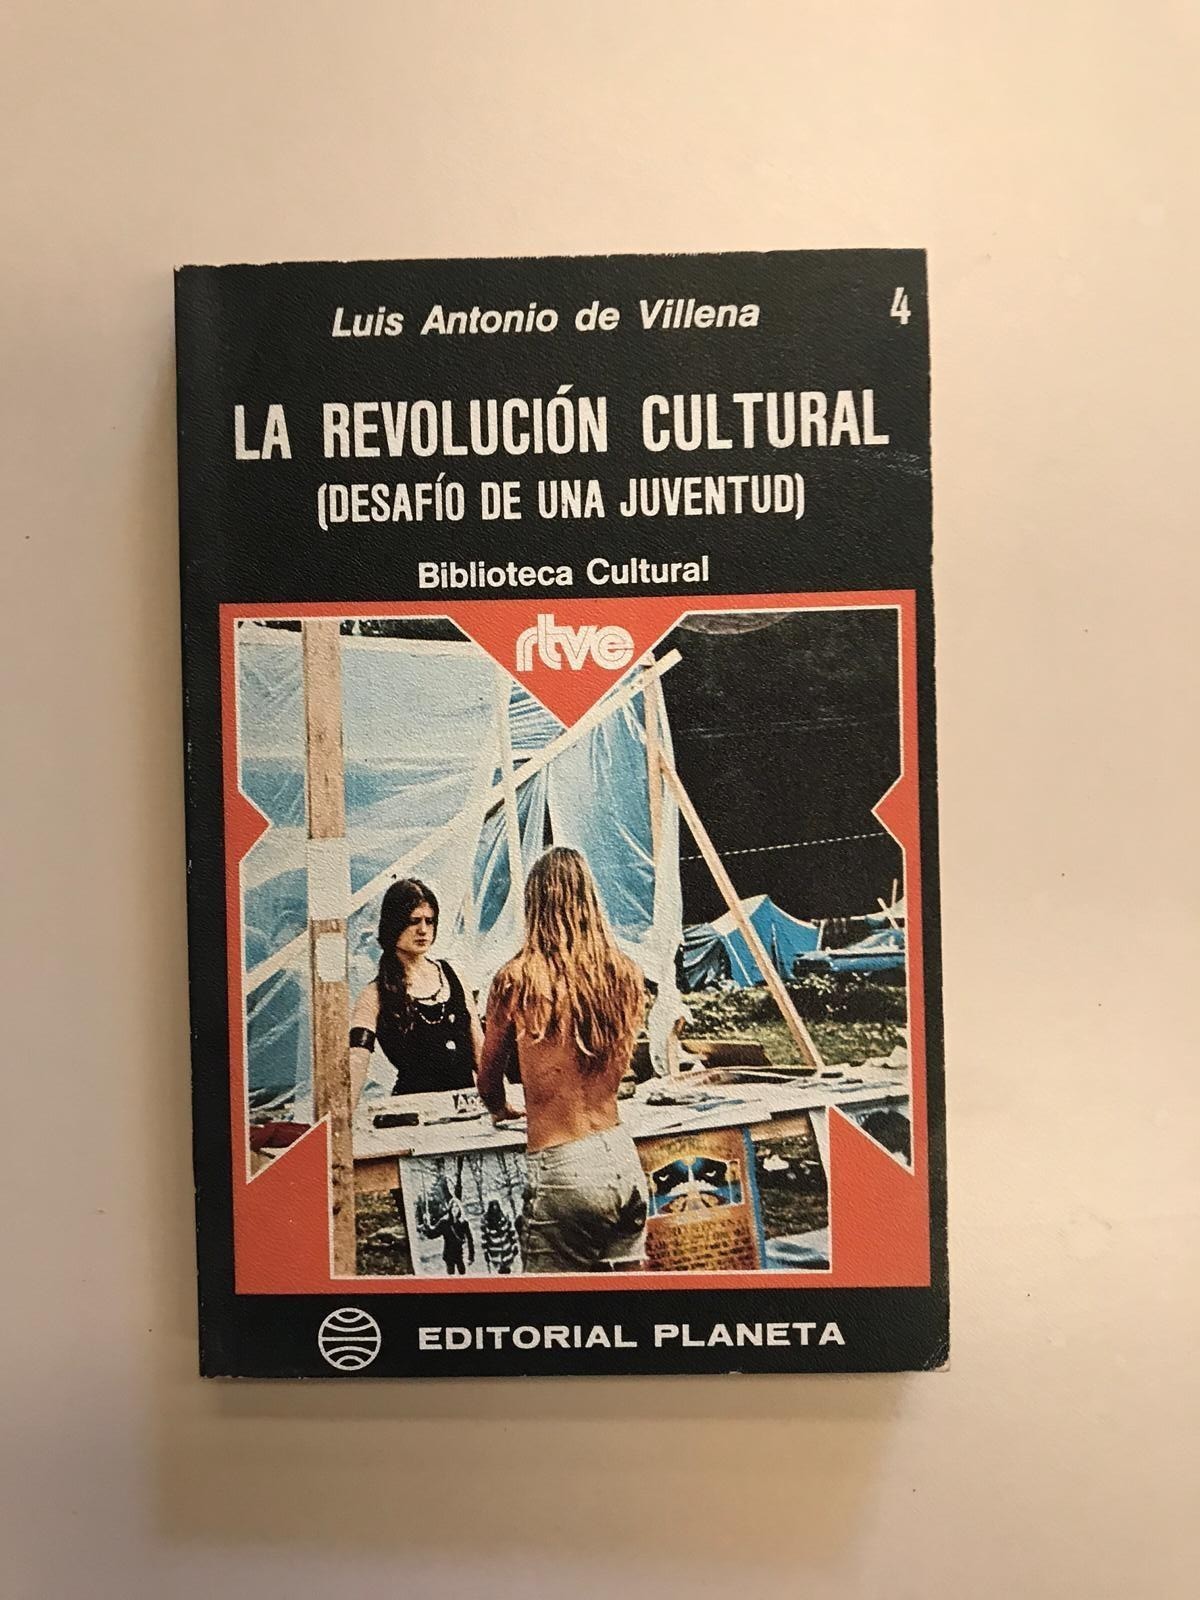 Luis Antonio de Villena 4
LA REVOLUCIÓN CULTURAL
(DESAFÍO DE UNA JUVENTUD)
Biblioteca Cultural
rtve
EDITORIAL PLANETA